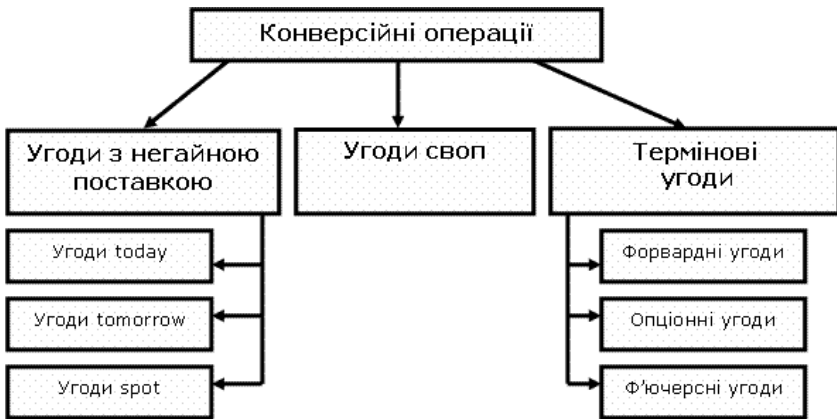 Конверсійні операції
Угоди з негайною
поставкою
Угоди своп
Термінові
угоди
Угоди today
Угоди tomorrow
Угоди spot
Форвардні угоди
Опціонні угоди
Ф'ючерсні угоди